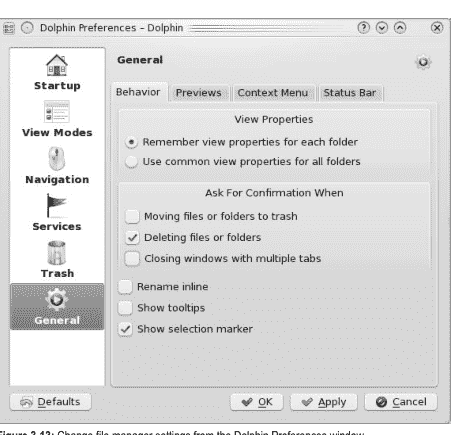 Dolphin Preferences – Dolphin
Startup
View Modes
Navigation
Services
Trash
General
General
Behavior Previews Context Menu Status Bar
View Properties
Remember view properties for each folder
Use common view properties for all folders
Ask For Confirmation When
Moving files or folders to trash
Deleting files or folders
Closing windows with multiple tabs
Rename inline
Show tooltips
Show selection marker
Defaults OK Apply Cancel
Figure 3-13: Change file manager settings from the Dolphin Preferences window